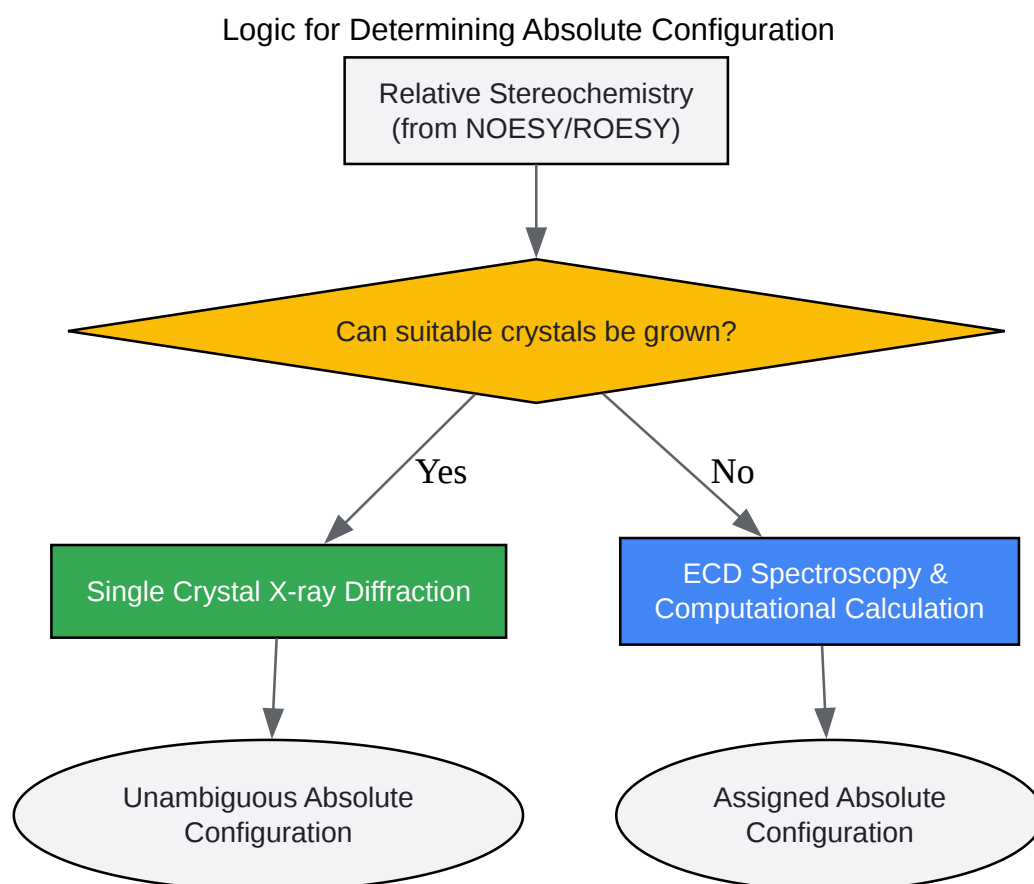 Logic for Determining Absolute Configuration
Relative Stereochemistry
(from NOESY/ROESY)
Can suitable crystals be grown?
Yes
No
Single Crystal X-ray Diffraction
ECD Spectroscopy &
Computational Calculation
Unambiguous Absolute
Configuration
Assigned Absolute
Configuration